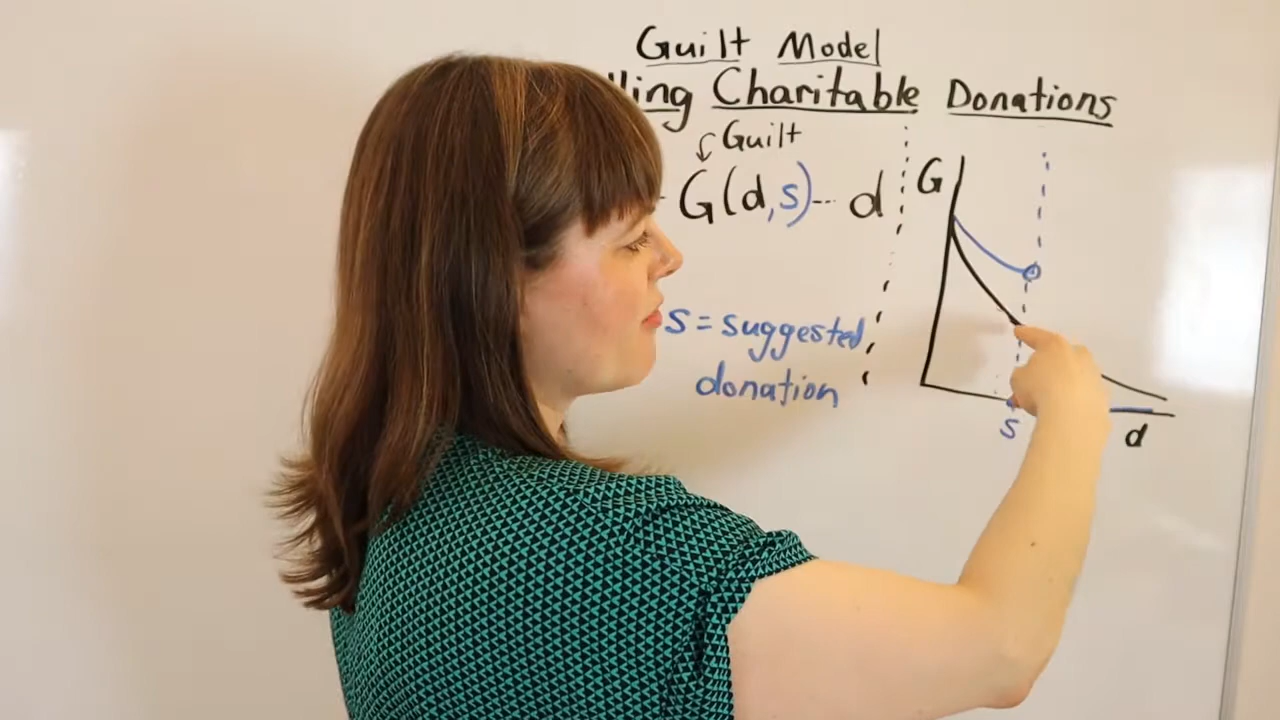 Guilt Model
Charitable Donations
Guilt
G(d,s) d
s = suggested
donation
G
s
d